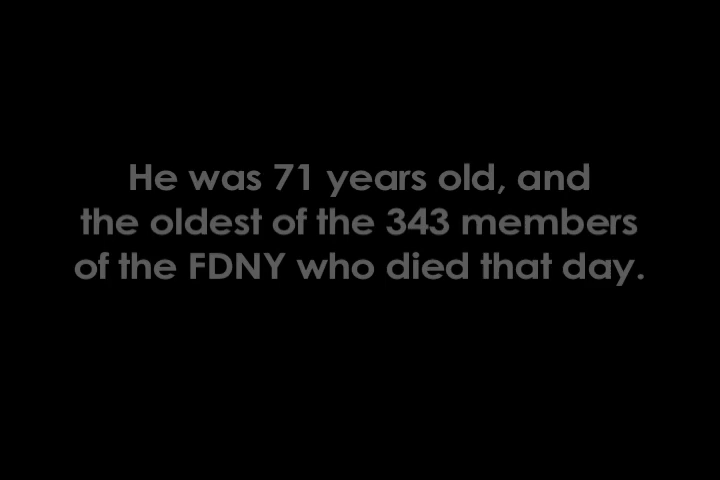 He was 71 years old, and
the oldest of the 343 members
of the FDNY who died that day.